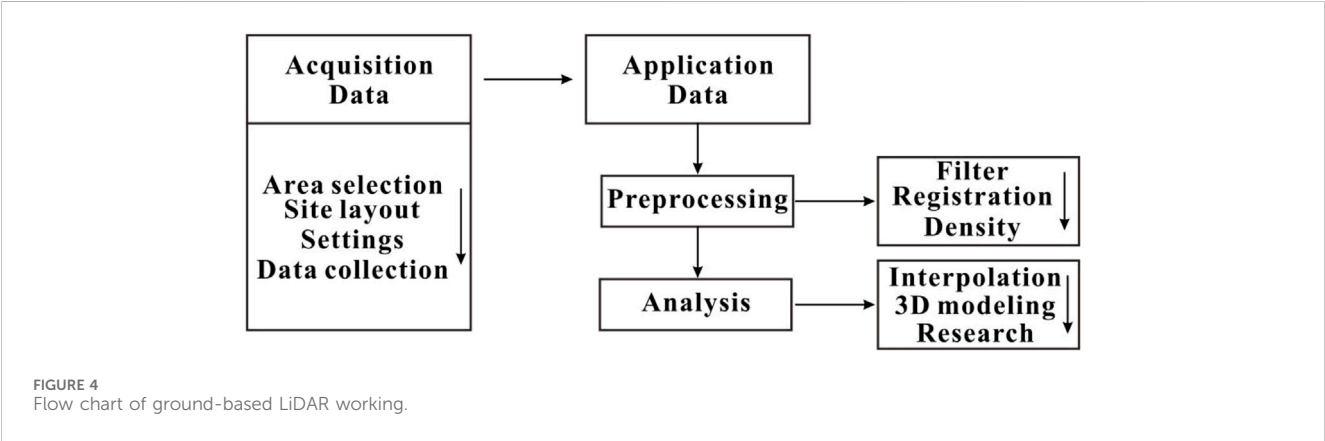 Acquisition
Data
Area selection
Site layout
Settings
Data collection
Application
Data
Preprocessing
Filter
Registration
Density
Analysis
Interpolation
3D modeling
Research
FIGURE 4
Flow chart of ground-based LiDAR working.